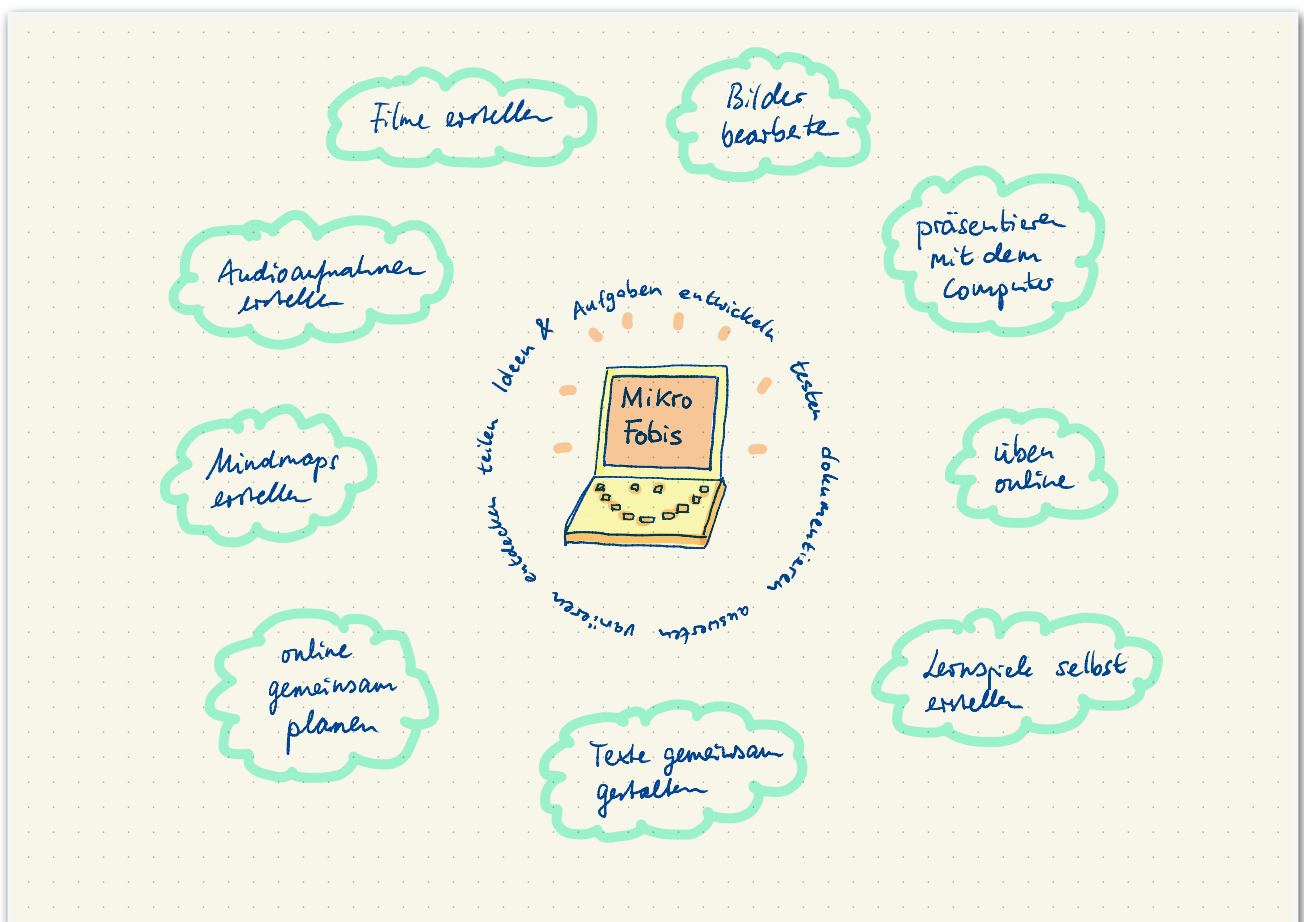 Filme erstellen
Bilder
bearbeiten
präsentieren
mit dem
Computer
Audioaufnahmen
erstellen
Ideen & Aufgaben entwickeln testen dokumentieren auswerten variieren entdecken teilen
Mikro
Fobis
Mindmaps
erstellen
üben
online
online
gemeinsam
planen
Lernspiele selbst
erstellen
Texte gemeinsam
gestalten